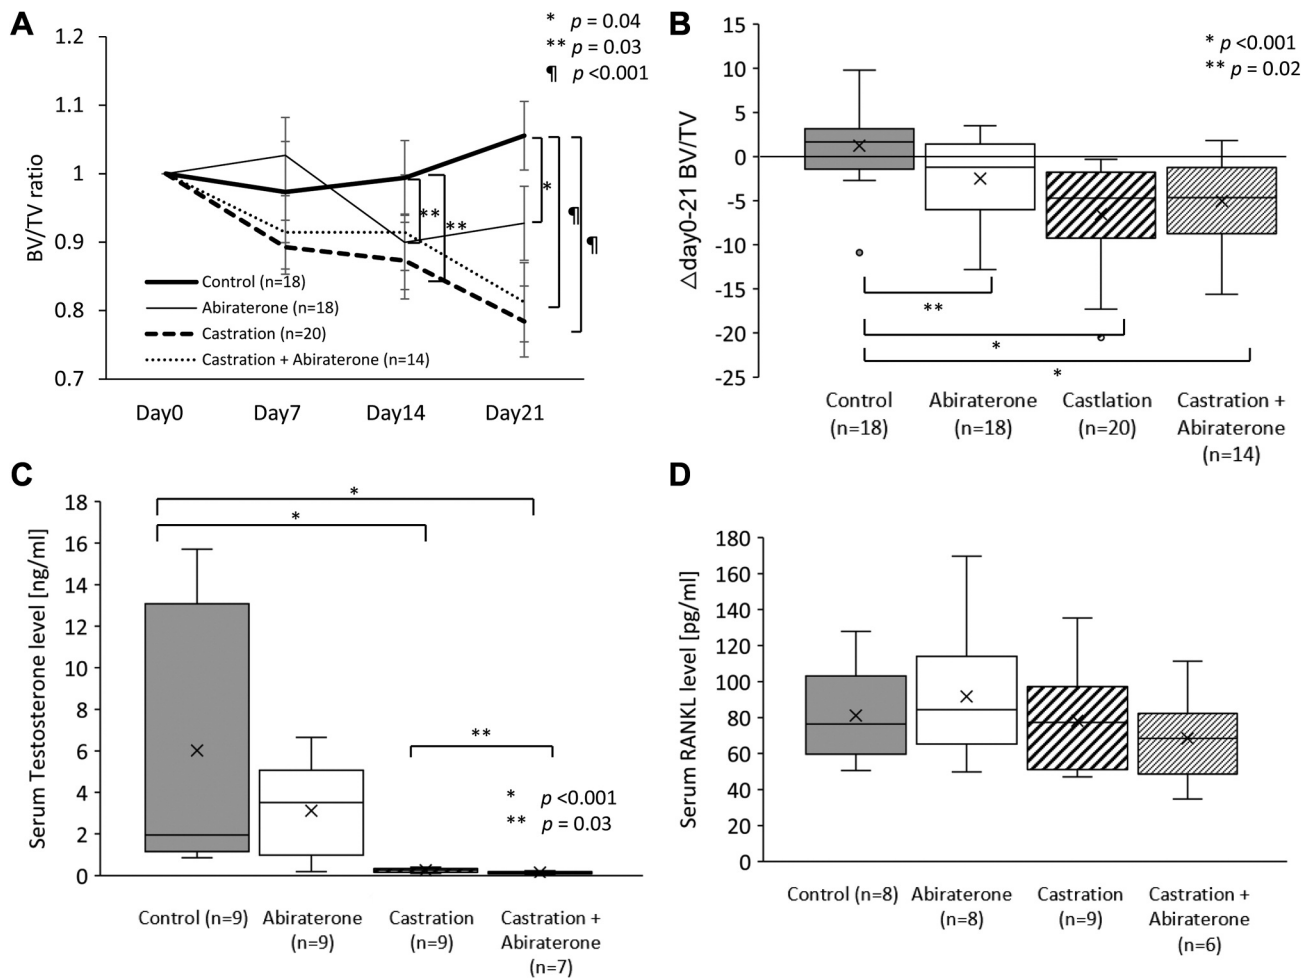 A
* p = 0.04
** p = 0.03
¶ p <0.001
BV/TV ratio
1.2
1.1
1
0.9
0.8
0.7
*
**
**
¶
¶
Control (n=18)
Abiraterone (n=18)
Castration (n=20)
Castration + Abiraterone (n=14)
Day0 Day7 Day14 Day21
B
* p <0.001
** p = 0.02
△day0-21 BV/TV
15
10
5
0
-5
-10
-15
-20
-25
**
*
*
Control
(n=18)
Abiraterone
(n=18)
Castlation
(n=20)
Castration +
Abiraterone
(n=14)
C
Serum Testosterone level [ng/ml]
18
16
14
12
10
8
6
4
2
0
*
*
**
* p <0.001
** p = 0.03
Control (n=9)
Abiraterone
(n=9)
Castration
(n=9)
Castration +
Abiraterone
(n=7)
D
Serum RANKL level [pg/ml]
180
160
140
120
100
80
60
40
20
0
Control (n=8)
Abiraterone
(n=8)
Castration
(n=9)
Castration +
Abiraterone
(n=6)